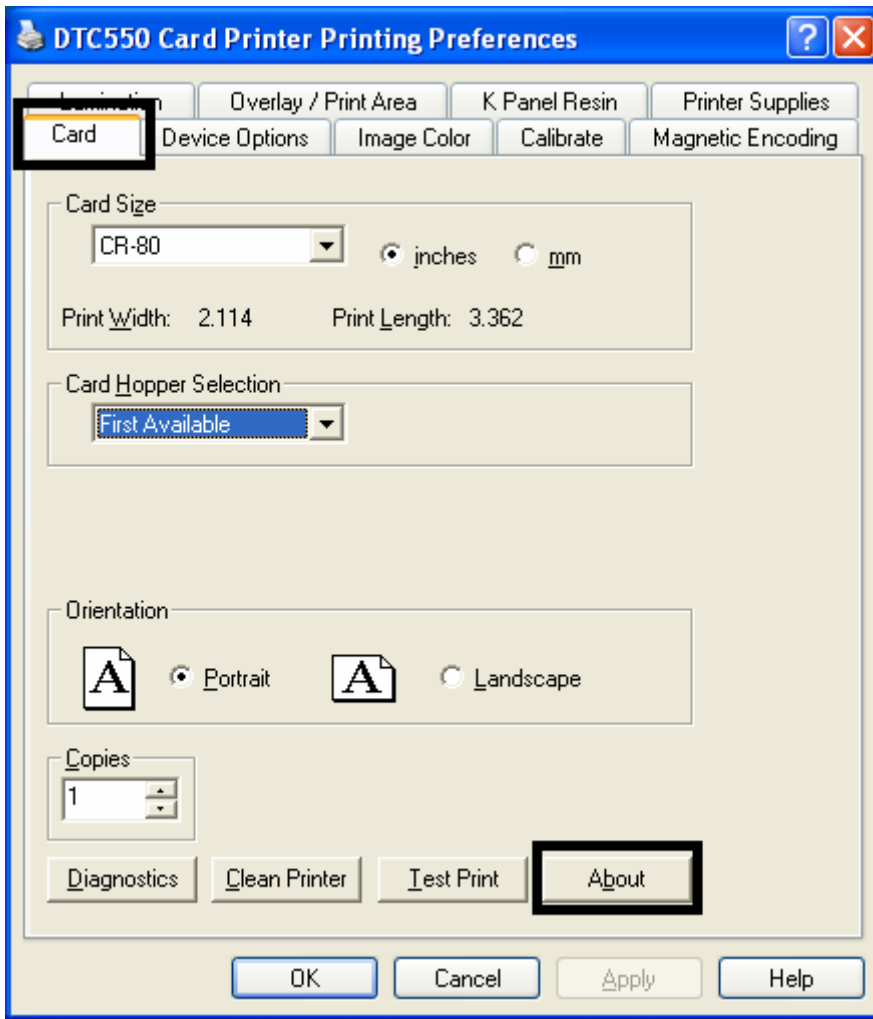 DTC550 Card Printer Printing Preferences
Lamination Overlay / Print Area K Panel Resin Printer Supplies
Card Device Options Image Color Calibrate Magnetic Encoding
Card Size
CR-80 inches mm
Print Width: 2.114 Print Length: 3.362
Card Hopper Selection
First Available
Orientation
A Portrait A Landscape
Copies
1
Diagnostics Clean Printer Test Print About
OK Cancel Apply Help